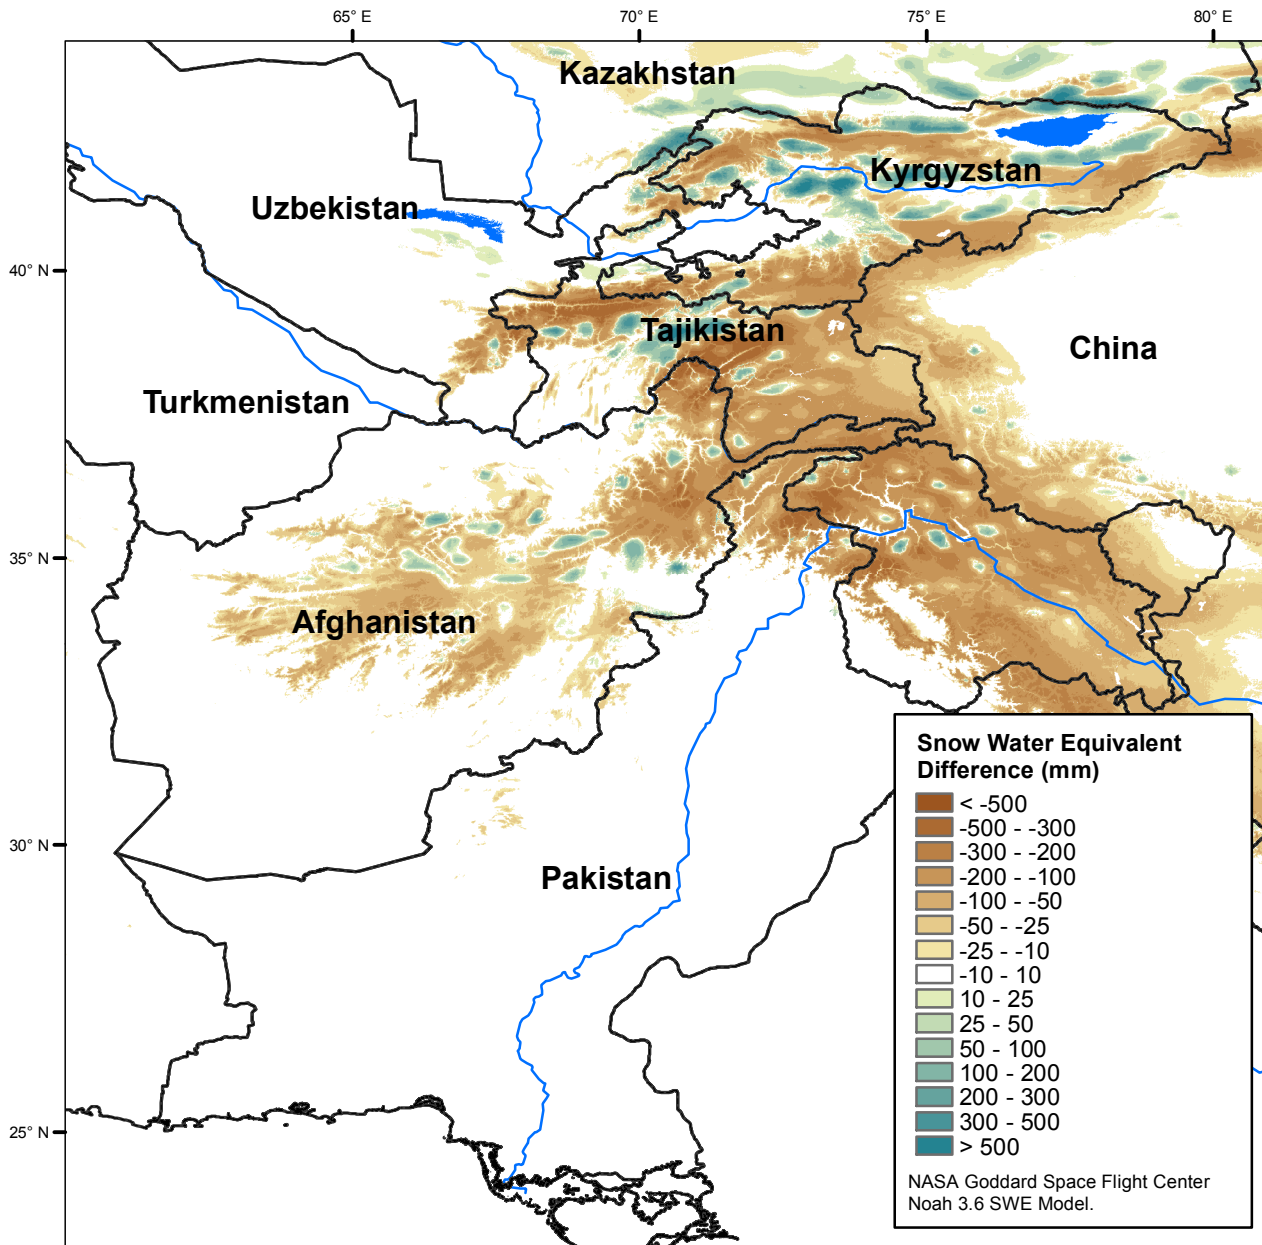 65° E
70° E
75° E
80° E
Kazakhstan
Kyrgyzstan
Uzbekistan
40° N
Tajikistan
China
Turkmenistan
35° N
Afghanistan
30° N
Pakistan
25° N
Snow Water Equivalent
Difference (mm)
< -500
-500 - -300
-300 - -200
-200 - -100
-100 - -50
-50 - -25
-25 - -10
-10 - 10
10 - 25
25 - 50
50 - 100
100 - 200
200 - 300
300 - 500
> 500
NASA Goddard Space Flight Center
Noah 3.6 SWE Model.